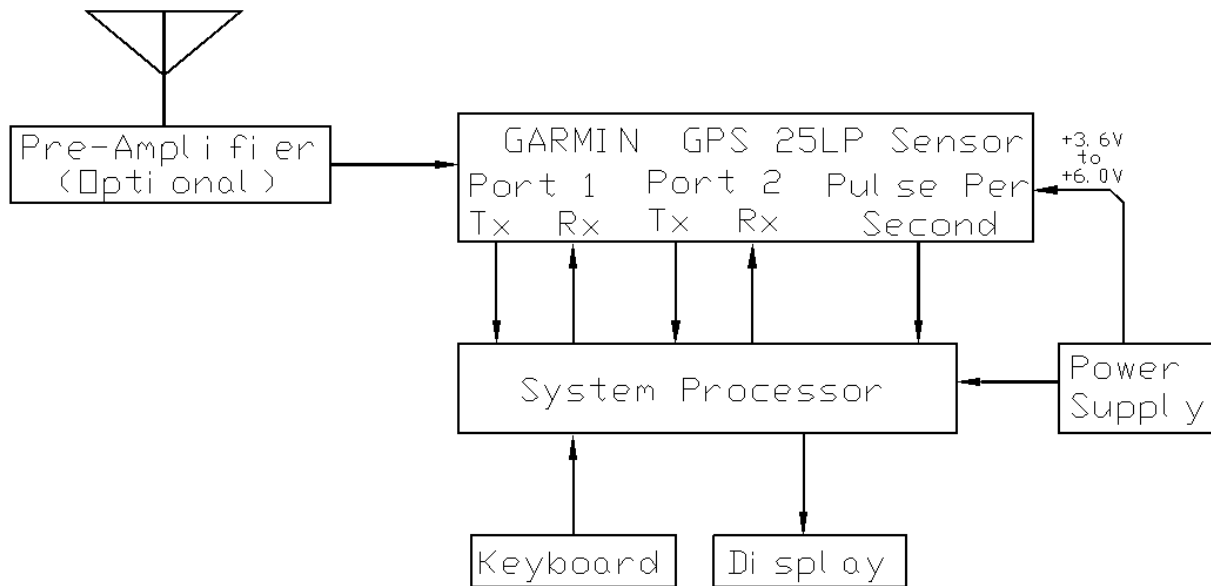 GARMIN GPS 25LP Sensor
Port 1 Port 2 Pulse Per
Tx Rx Tx Rx Second
Pre-Amplifier
(Optional)
+3.6V
to
+6.0V
System Processor
Power
Supply
Keyboard
Display